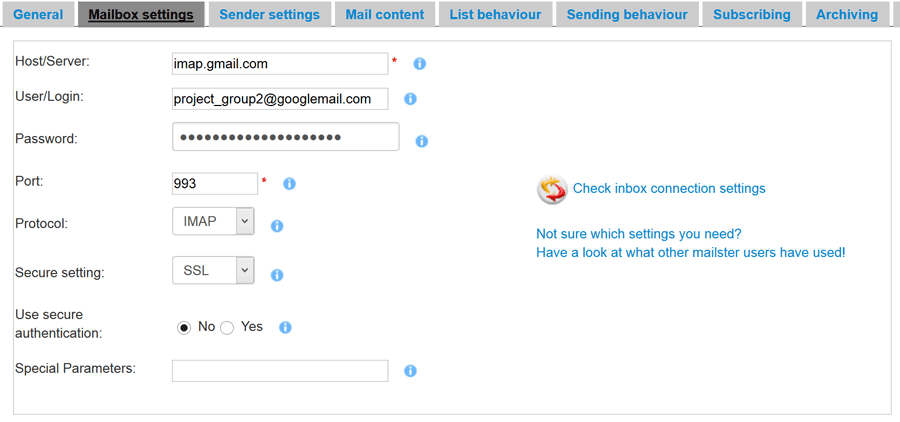 General Mailbox settings Sender settings Mail content List behaviour Sending behaviour Subscribing Archiving
Host/Server: imap.gmail.com *
User/Login: project_group2@googlemail.com
Password: ●●●●●●●●●●●●●●●●●●●●
Port: 993 *
Check inbox connection settings
Protocol: IMAP
Not sure which settings you need?
Have a look at what other mailster users have used!
Secure setting: SSL
Use secure
authentication: No Yes
Special Parameters: